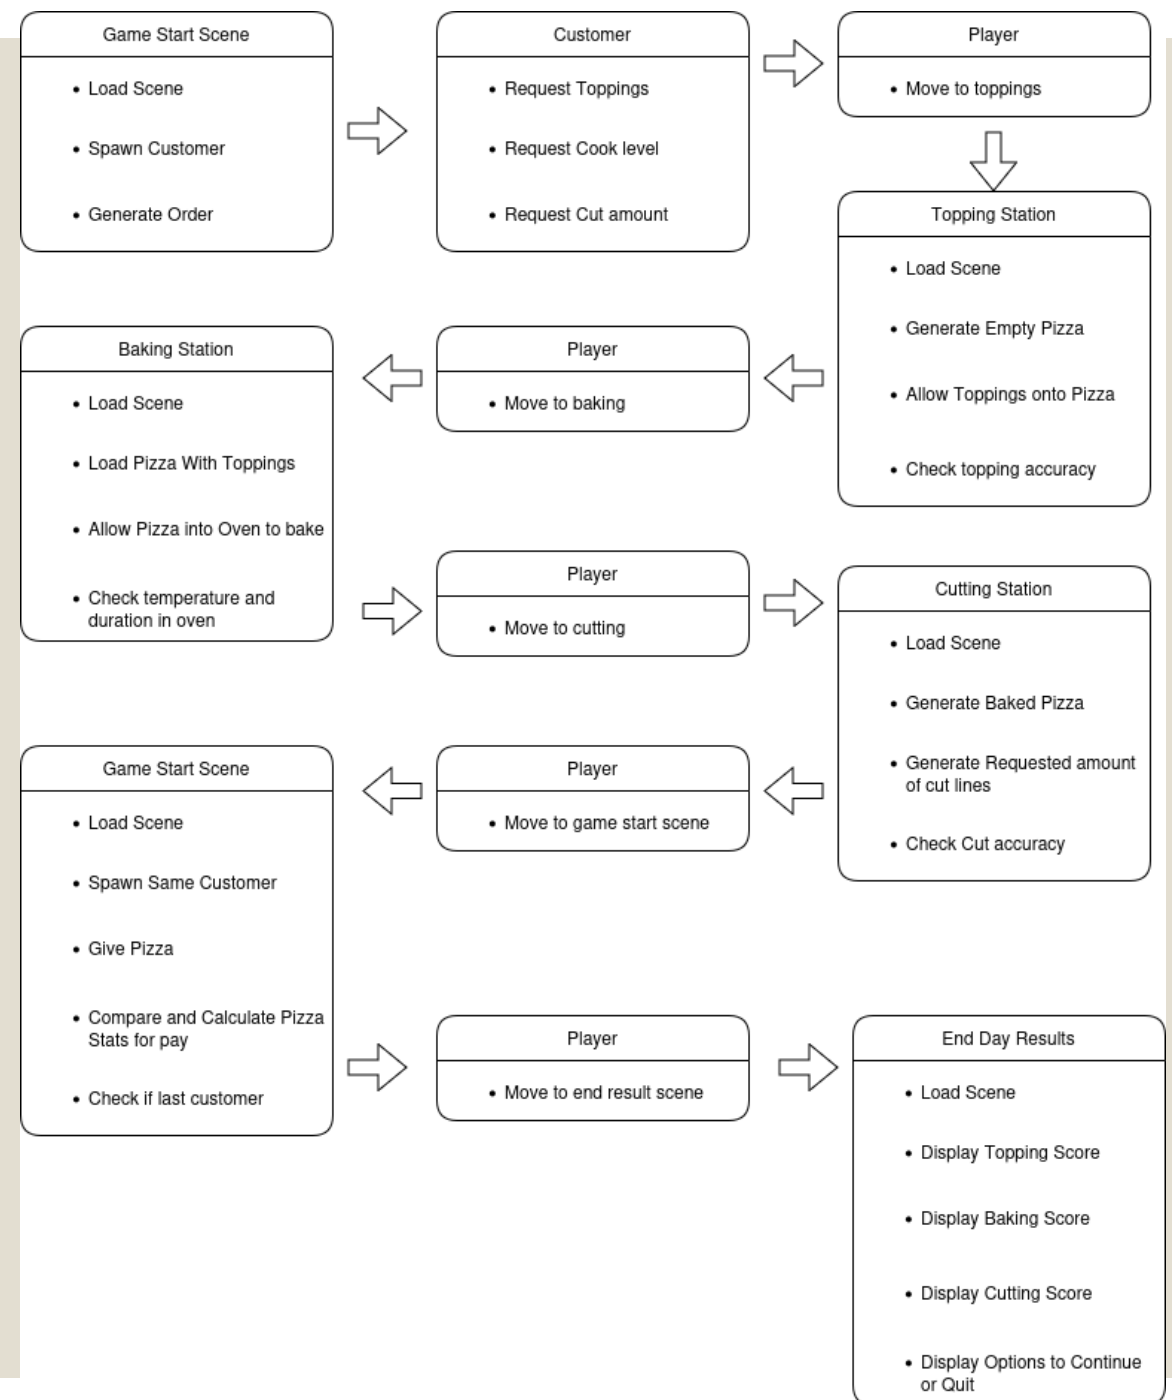 Game Start Scene
• Load Scene
• Spawn Customer
• Generate Order
Customer
• Request Toppings
• Request Cook level
• Request Cut amount
Player
• Move to toppings
Topping Station
• Load Scene
• Generate Empty Pizza
• Allow Toppings onto Pizza
• Check topping accuracy
Player
• Move to baking
Baking Station
• Load Scene
• Load Pizza With Toppings
• Allow Pizza into Oven to bake
• Check temperature and
duration in oven
Player
• Move to cutting
Cutting Station
• Load Scene
• Generate Baked Pizza
• Generate Requested amount
of cut lines
• Check Cut accuracy
Player
• Move to game start scene
Game Start Scene
• Load Scene
• Spawn Same Customer
• Give Pizza
• Compare and Calculate Pizza
Stats for pay
• Check if last customer
Player
• Move to end result scene
End Day Results
• Load Scene
• Display Topping Score
• Display Baking Score
• Display Cutting Score
• Display Options to Continue
or Quit